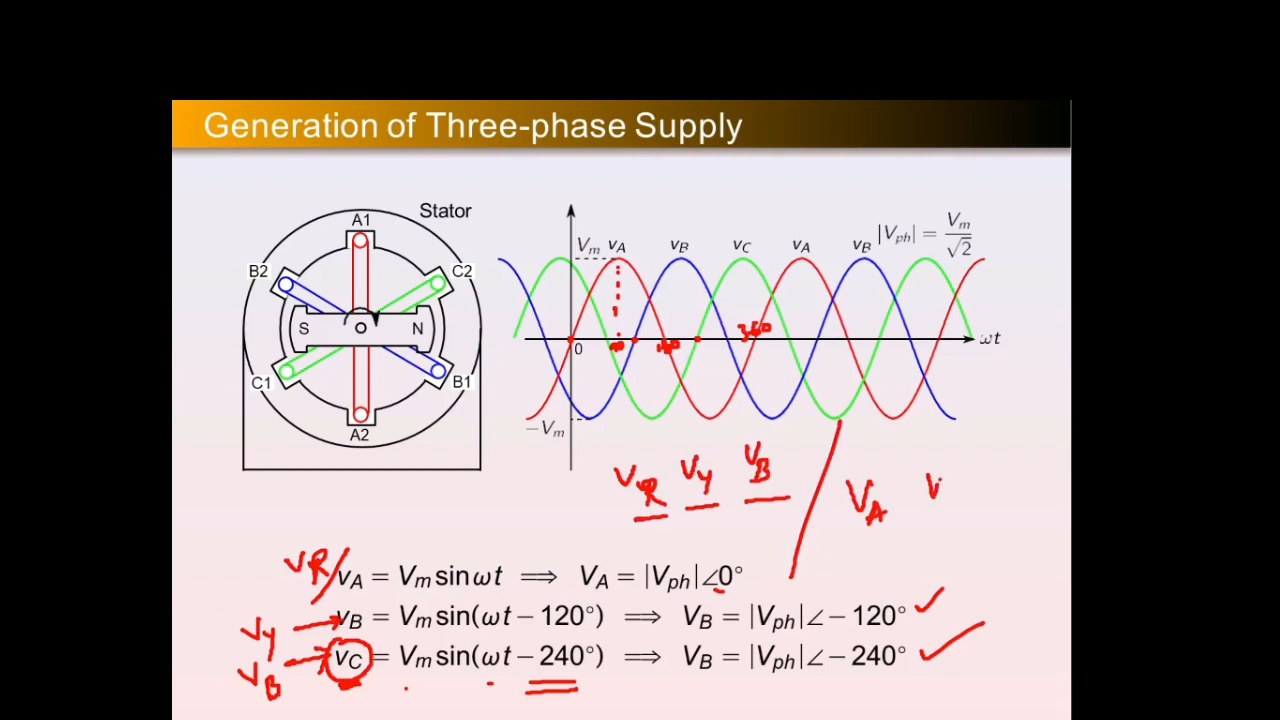 Generation of Three-phase Supply
Stator
A1
B2
C2
S
N
C1
B1
A2
V_m v_A v_B v_C v_A v_B |V_ph| = V_m/√2
0
360
ωt
−V_m
V_R V_Y V_B
V_A V
V_R/
v_A = V_m sin ωt ⟹ V_A = |V_ph|∠0°
v_B = V_m sin(ωt − 120°) ⟹ V_B = |V_ph|∠ − 120°
V_Y
v_C = V_m sin(ωt − 240°) ⟹ V_B = |V_ph|∠ − 240°
V_B